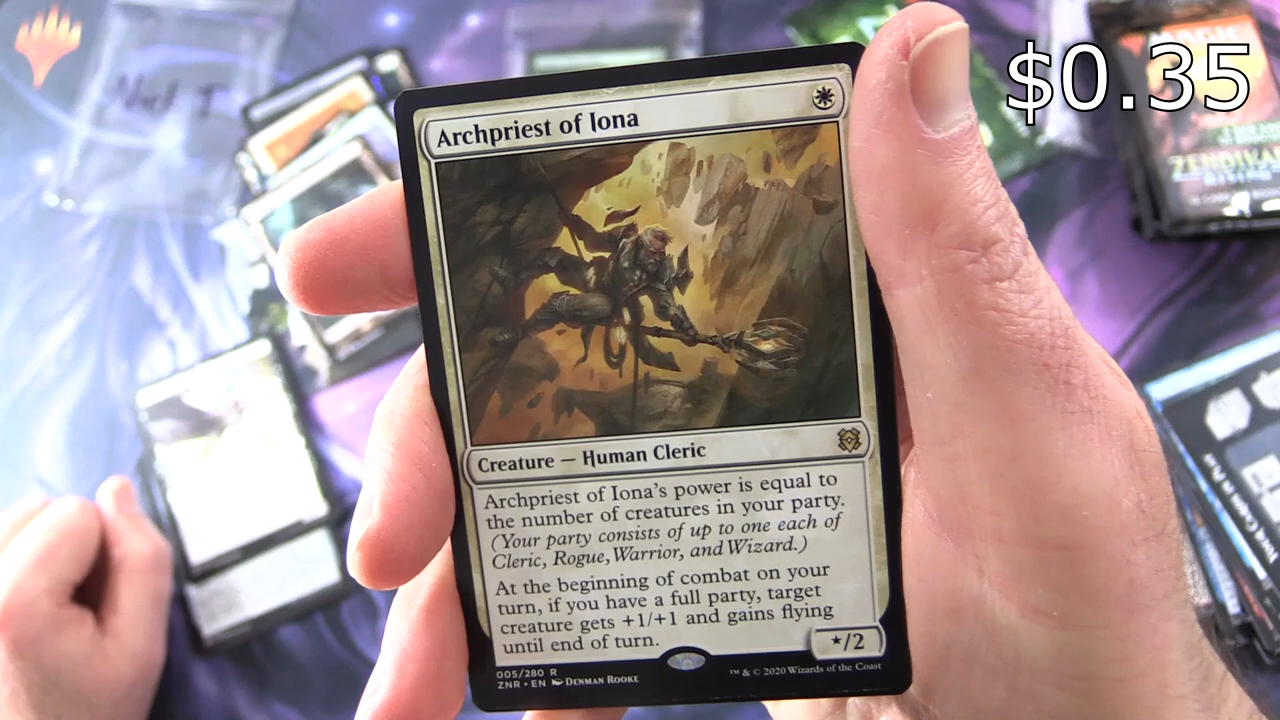 $0.35
MAGIC
ZENDIKAR
RISING
Archpriest of Iona
Creature — Human Cleric
Archpriest of Iona's power is equal to
the number of creatures in your party.
(Your party consists of up to one each of
Cleric, Rogue, Warrior, and Wizard.)
At the beginning of combat on your
turn, if you have a full party, target
creature gets +1/+1 and gains flying
until end of turn.
★/2
005/280 R
ZNR • EN DENMAN ROOKE
™ & © 2020 Wizards of the Coast